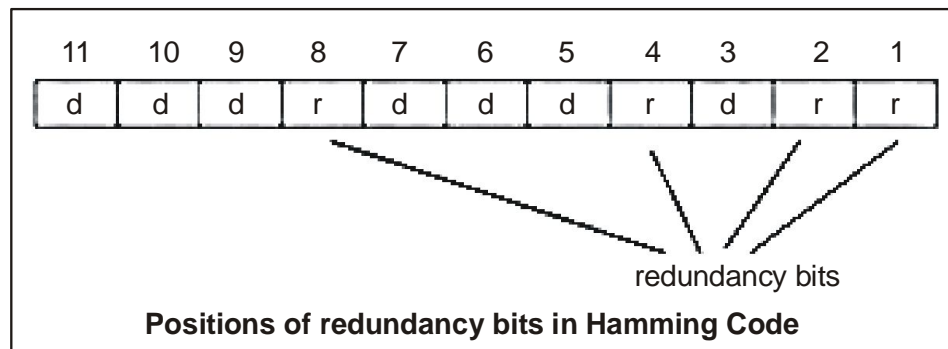 11 10 9 8 7 6 5 4 3 2 1
d d d r d d d r d r r
redundancy bits
Positions of redundancy bits in Hamming Code